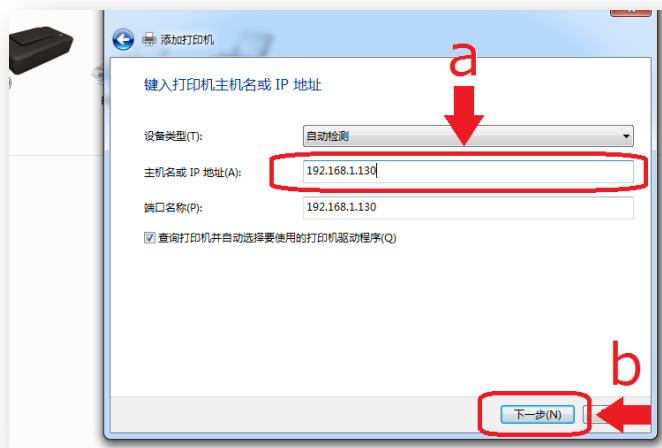 添加打印机
a
键入打印机主机名或 IP 地址
设备类型(T):
自动检测
主机名或 IP 地址(A):
192.168.1.130
端口名称(P):
192.168.1.130
查询打印机并自动选择要使用的打印机驱动程序(Q)
b
下一步(N)